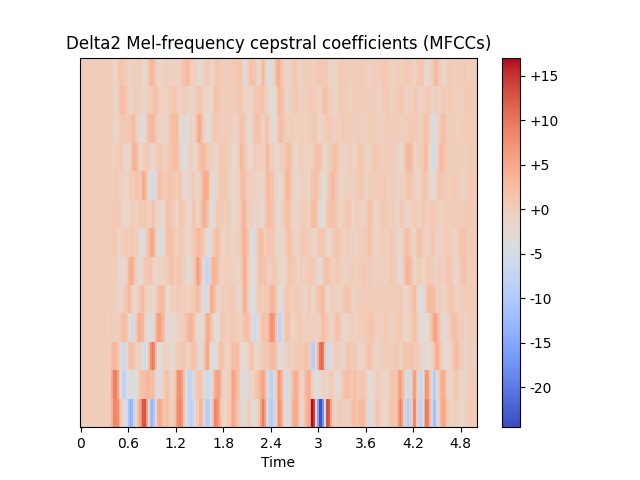 Delta2 Mel-frequency cepstral coefficients (MFCCs)
+15
+10
+5
+0
-5
-10
-15
-20
0 0.6 1.2 1.8 2.4 3 3.6 4.2 4.8
Time